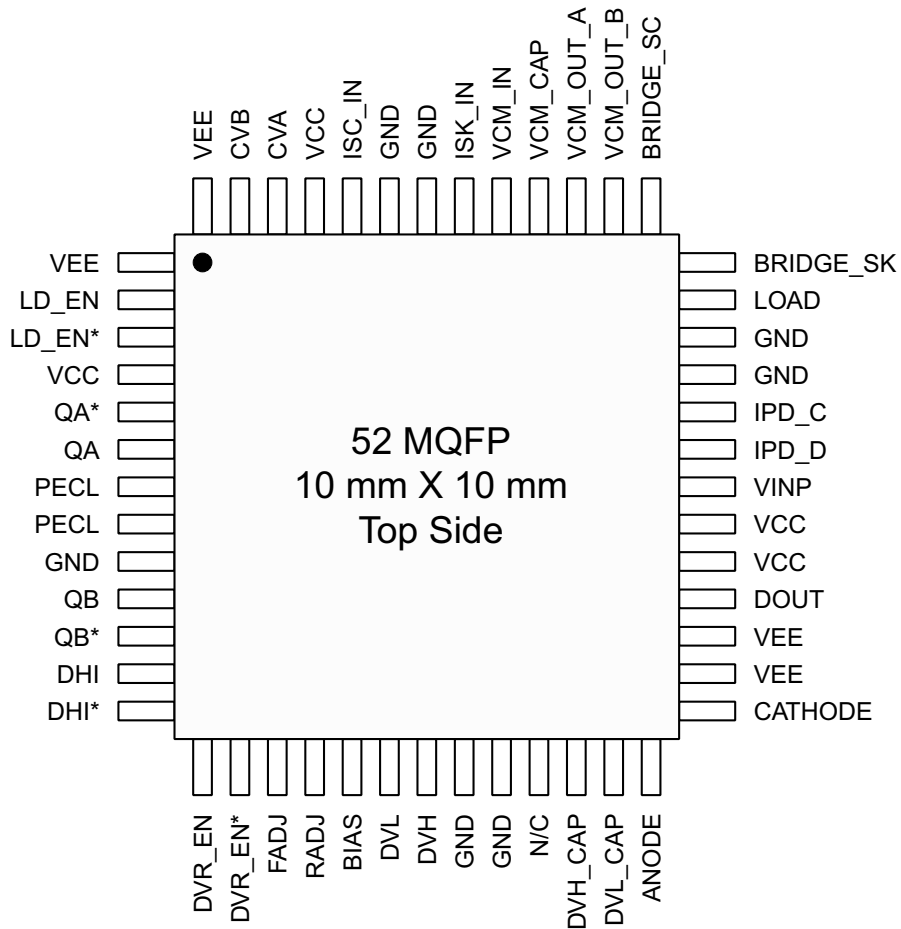 VEE
CVB
CVA
VCC
ISC_IN
GND
GND
ISK_IN
VCM_IN
VCM_CAP
VCM_OUT_A
VCM_OUT_B
BRIDGE_SC
VEE
LD_EN
LD_EN*
VCC
QA*
QA
PECL
PECL
GND
QB
QB*
DHI
DHI*
52 MQFP
10 mm X 10 mm
Top Side
BRIDGE_SK
LOAD
GND
GND
IPD_C
IPD_D
VINP
VCC
VCC
DOUT
VEE
VEE
CATHODE
DVR_EN
DVR_EN*
FADJ
RADJ
BIAS
DVL
DVH
GND
GND
N/C
DVH_CAP
DVL_CAP
ANODE